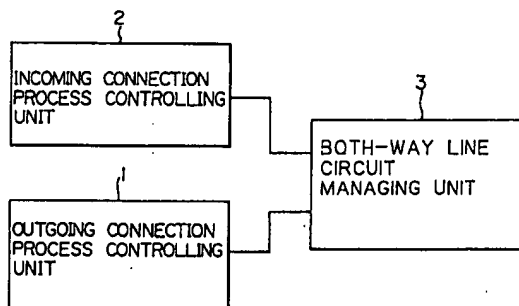 2
INCOMING CONNECTION
PROCESS CONTROLLING
UNIT
3
BOTH-WAY LINE
CIRCUIT
MANAGING UNIT
1
OUTGOING CONNECTION
PROCESS CONTROLLING
UNIT